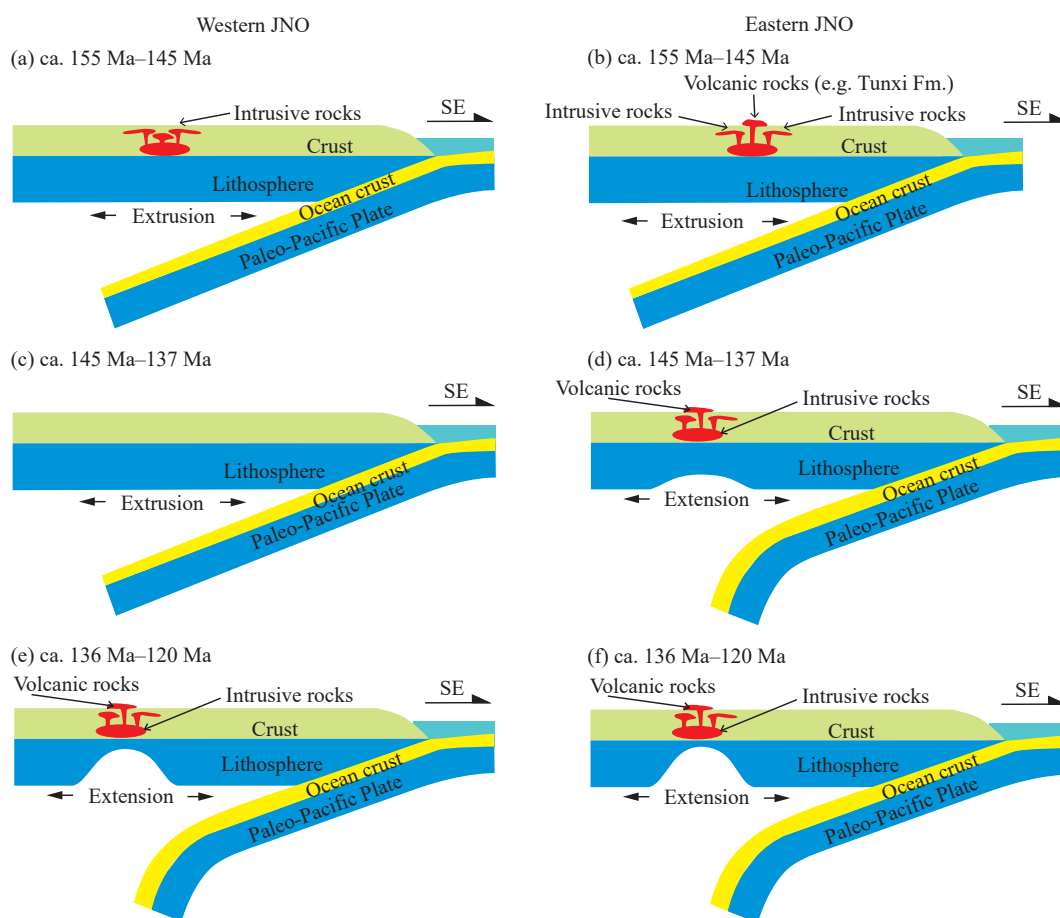 Western JNO
Eastern JNO
(a) ca. 155 Ma–145 Ma
Intrusive rocks
SE
Crust
Lithosphere
Ocean crust
Extrusion
Paleo-Pacific Plate
(b) ca. 155 Ma–145 Ma
Volcanic rocks (e.g. Tunxi Fm.)
Intrusive rocks
Intrusive rocks
SE
Crust
Lithosphere
Ocean crust
Extrusion
Paleo-Pacific Plate
(c) ca. 145 Ma–137 Ma
SE
Lithosphere
Ocean crust
Extrusion
Paleo-Pacific Plate
(d) ca. 145 Ma–137 Ma
Volcanic rocks
Intrusive rocks
SE
Crust
Lithosphere
Ocean crust
Extension
Paleo-Pacific Plate
(e) ca. 136 Ma–120 Ma
Volcanic rocks
Intrusive rocks
SE
Crust
Lithosphere
Ocean crust
Extension
Paleo-Pacific Plate
(f) ca. 136 Ma–120 Ma
Volcanic rocks
Intrusive rocks
SE
Crust
Lithosphere
Ocean crust
Extension
Paleo-Pacific Plate